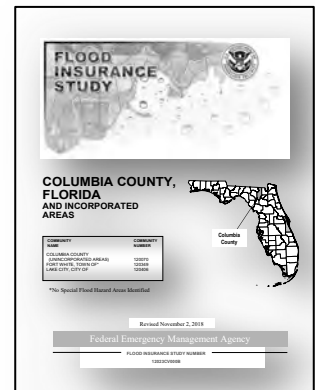 FLOOD
INSURANCE
STUDY
COLUMBIA COUNTY,
FLORIDA
AND INCORPORATED
AREAS
COMMUNITY NAME COMMUNITY NUMBER
COLUMBIA COUNTY
(UNINCORPORATED AREAS) 120070
FORT WHITE, TOWN OF* 120349
LAKE CITY, CITY OF 120406
*No Special Flood Hazard Areas Identified
Columbia
County
Revised November 2, 2018
Federal Emergency Management Agency
FLOOD INSURANCE STUDY NUMBER
12023CV000B